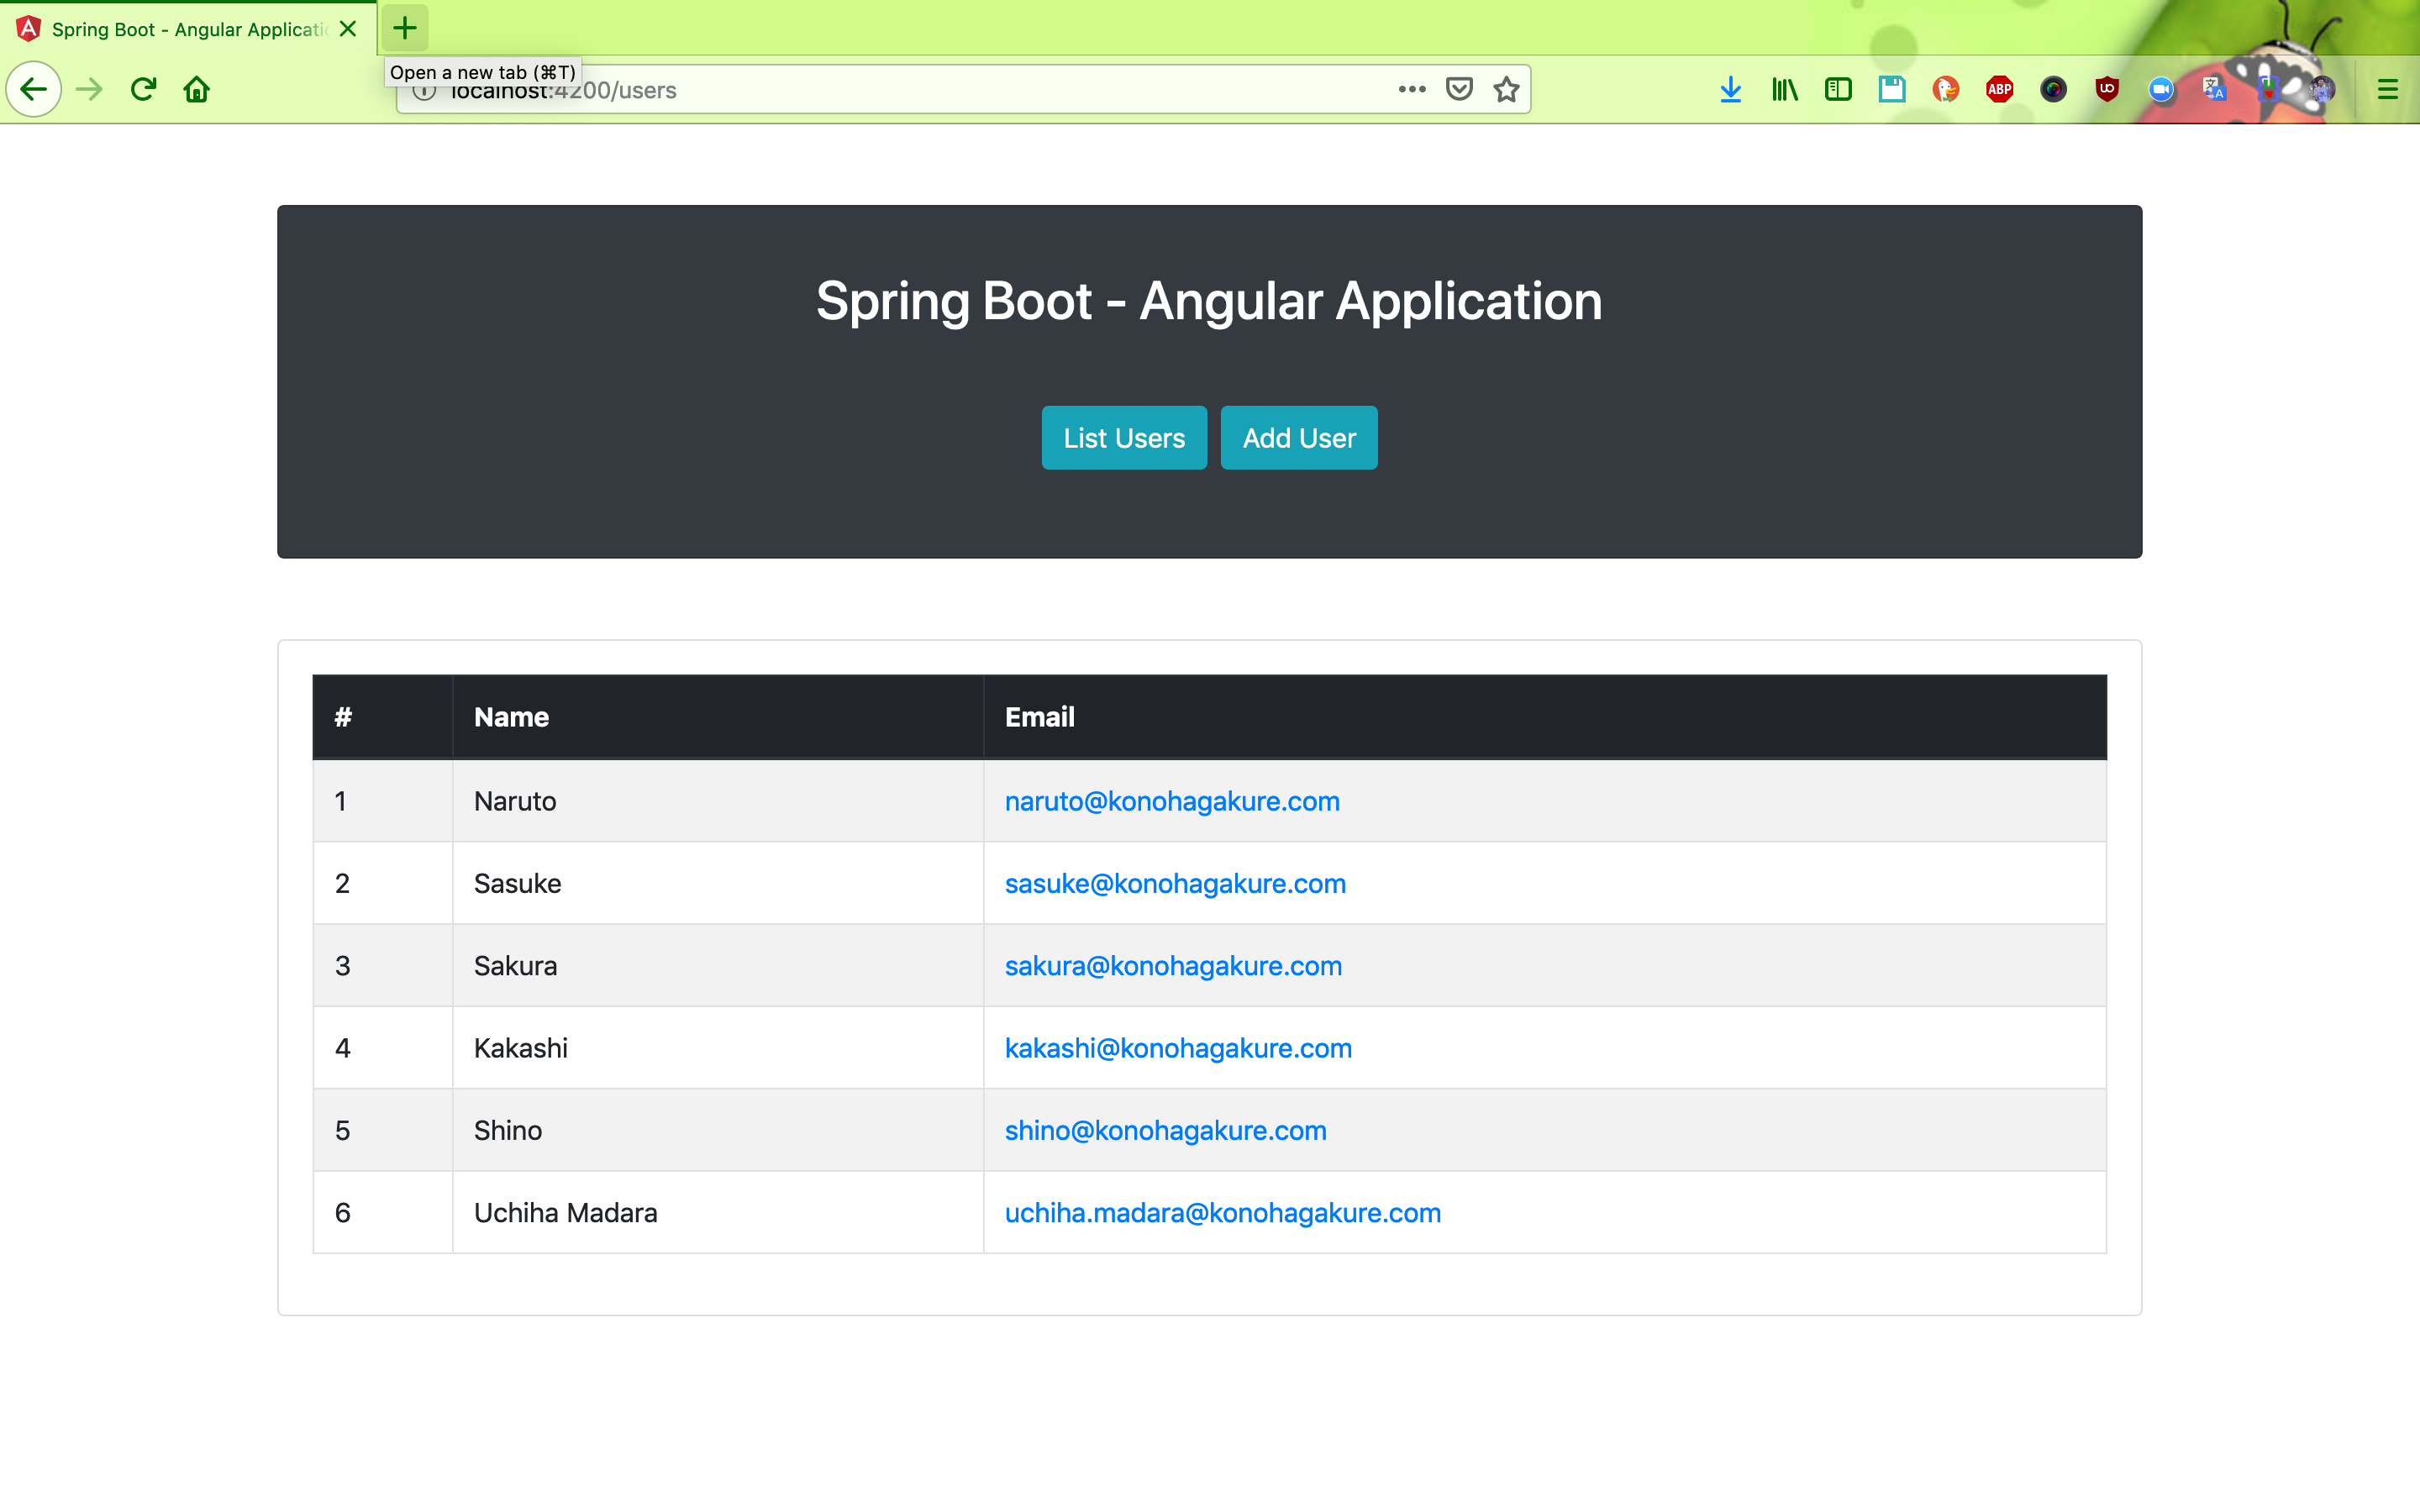 Spring Boot - Angular Applicatio
Open a new tab (⌘T)
localhost:4200/users
ABP
Spring Boot - Angular Application
List Users Add User
# Name Email
1 Naruto naruto@konohagakure.com
2 Sasuke sasuke@konohagakure.com
3 Sakura sakura@konohagakure.com
4 Kakashi kakashi@konohagakure.com
5 Shino shino@konohagakure.com
6 Uchiha Madara uchiha.madara@konohagakure.com